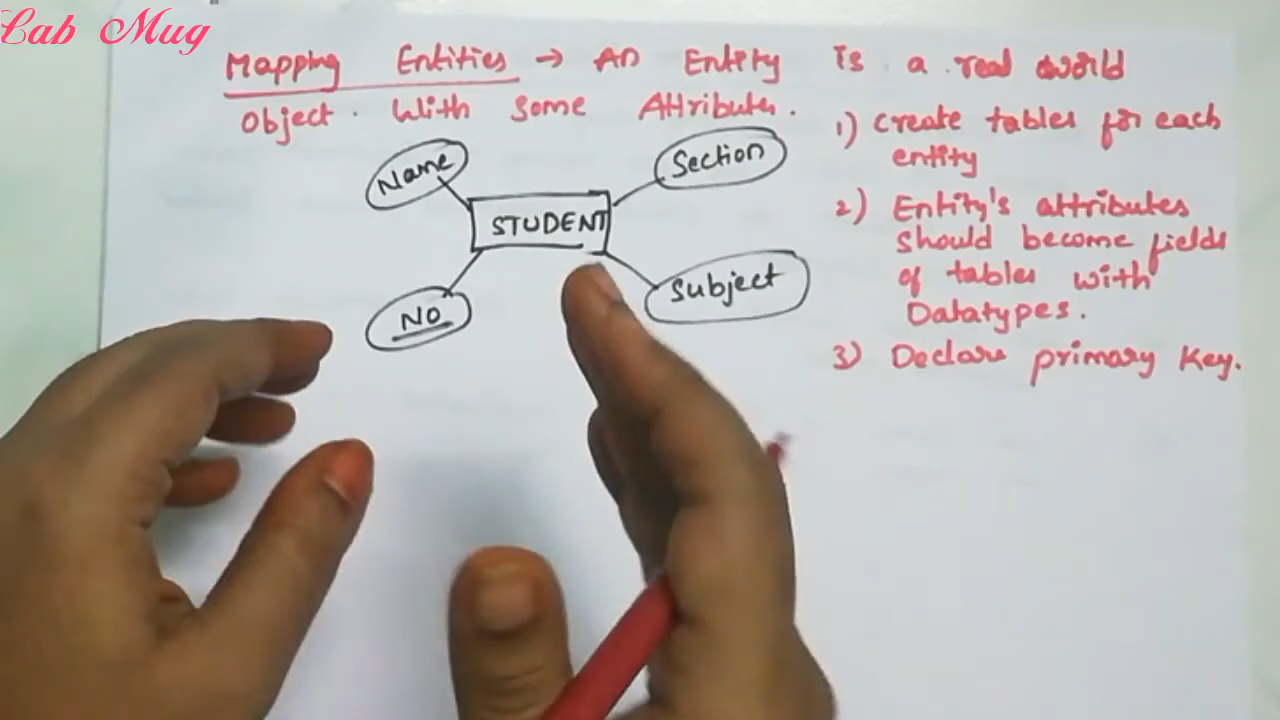 Lab Mug
Mapping Entities → An Entity is a real world
Object. With Some Attributes.
1) Create tables for each
entity
2) Entity's attributes
should become fields
of tables with
Datatypes.
3) Declare primary key.
Name
Section
STUDENT
Subject
No